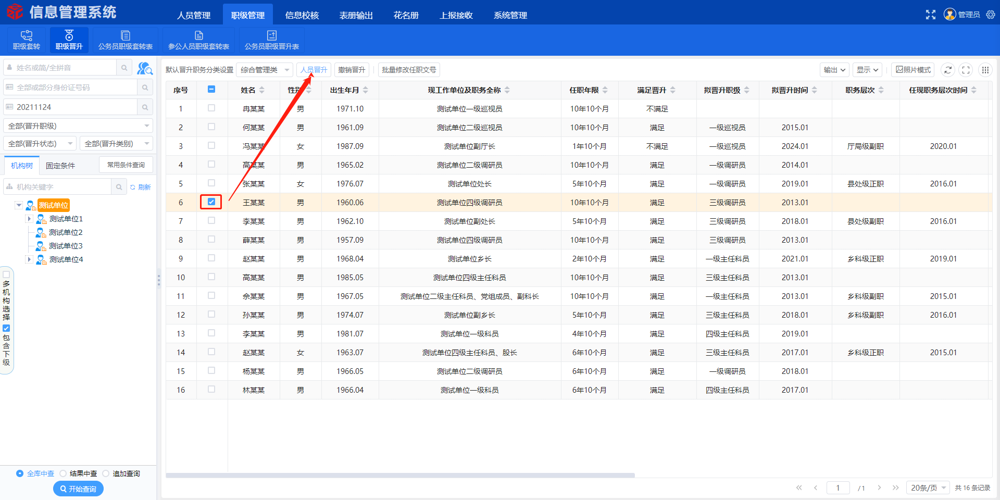 信息管理系统
人员管理 职级管理 信息校核 表册输出 花名册 上报接收 系统管理
管理员
职级套转 职级晋升 公务员职级套转表 参公人员职级套转表 公务员职级晋升表
姓名或简/全拼音
全部或部分身份证号码
20211124
全部(晋升职级)
全部(晋升状态) 全部(晋升类别)
机构树 固定条件 常用条件查询
机构关键字 刷新
测试单位
测试单位1
测试单位2
测试单位3
测试单位4
多机构选择
包含下级
全库中查 结果中查 追加查询
开始查询
默认晋升职务分类设置 综合管理类 人员晋升 撤销晋升 批量修改任职文号 输出 显示 照片模式
序号 姓名 性别 出生年月 现工作单位及职务全称 任职年限 满足晋升 拟晋升职级 拟晋升时间 职务层次 任现职务层次时间
1 冉某某 男 1971.10 测试单位一级巡视员 10年10个月 不满足
2 何某某 男 1961.09 测试单位二级巡视员 10年10个月 满足 一级巡视员 2015.01
3 冯某某 女 1987.09 测试单位副厅长 1年10个月 不满足 一级巡视员 2024.01 厅局级副职 2020.01
4 高某某 男 1965.02 测试单位二级调研员 10年10个月 满足 一级调研员 2014.01
5 张某某 女 1976.07 测试单位处长 5年10个月 满足 一级调研员 2019.01 县处级正职 2016.01
6 王某某 男 1960.06 测试单位四级调研员 10年10个月 满足 三级调研员 2013.01
7 李某某 男 1962.10 测试单位副处长 5年10个月 满足 三级调研员 2018.01 县处级副职 2016.01
8 薛某某 男 1957.09 测试单位四级调研员 10年10个月 满足 三级调研员 2013.01
9 赵某某 男 1968.04 测试单位乡长 2年10个月 满足 一级主任科员 2021.01 乡科级正职 2019.01
10 高某某 男 1985.05 测试单位四级主任科员 10年10个月 满足 三级主任科员 2013.01
11 余某某 男 1967.05 测试单位二级主任科员、党组成员、副科长 10年10个月 满足 一级主任科员 2013.01 乡科级副职 2015.01
12 孙某某 男 1974.07 测试单位副乡长 5年10个月 满足 三级主任科员 2018.01 乡科级副职 2016.01
13 李某某 男 1981.07 测试单位一级科员 4年10个月 满足 四级主任科员 2019.01
14 赵某某 女 1963.07 测试单位四级主任科员、股长 6年10个月 满足 三级主任科员 2017.01 乡科级正职 2015.01
15 杨某某 男 1966.05 测试单位二级调研员 6年10个月 满足 一级调研员 2018.01
16 林某某 男 1966.04 测试单位一级科员 6年10个月 满足 四级主任科员 2017.01
1 / 1 20条/页 共 16 条记录